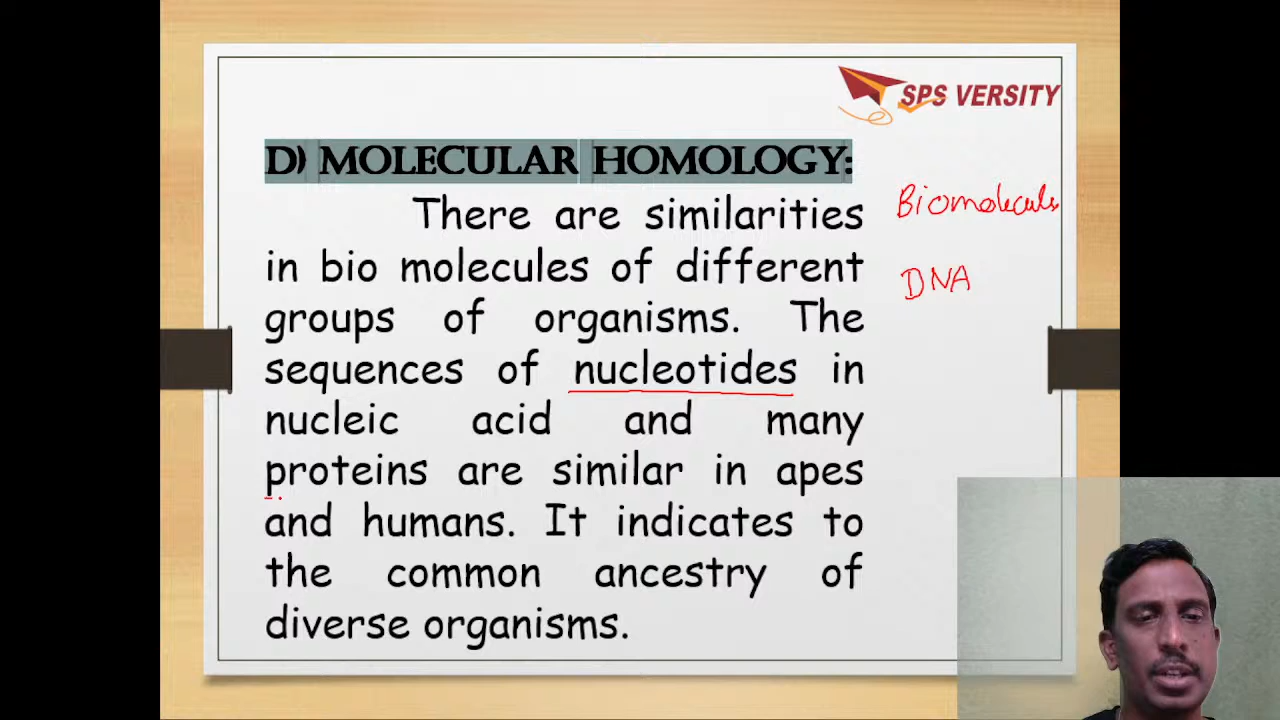 SPS VERSITY
D) MOLECULAR HOMOLOGY:
There are similarities
in bio molecules of different
groups of organisms. The
sequences of nucleotides in
nucleic acid and many
proteins are similar in apes
and humans. It indicates to
the common ancestry of
diverse organisms.
Biomolecules
DNA